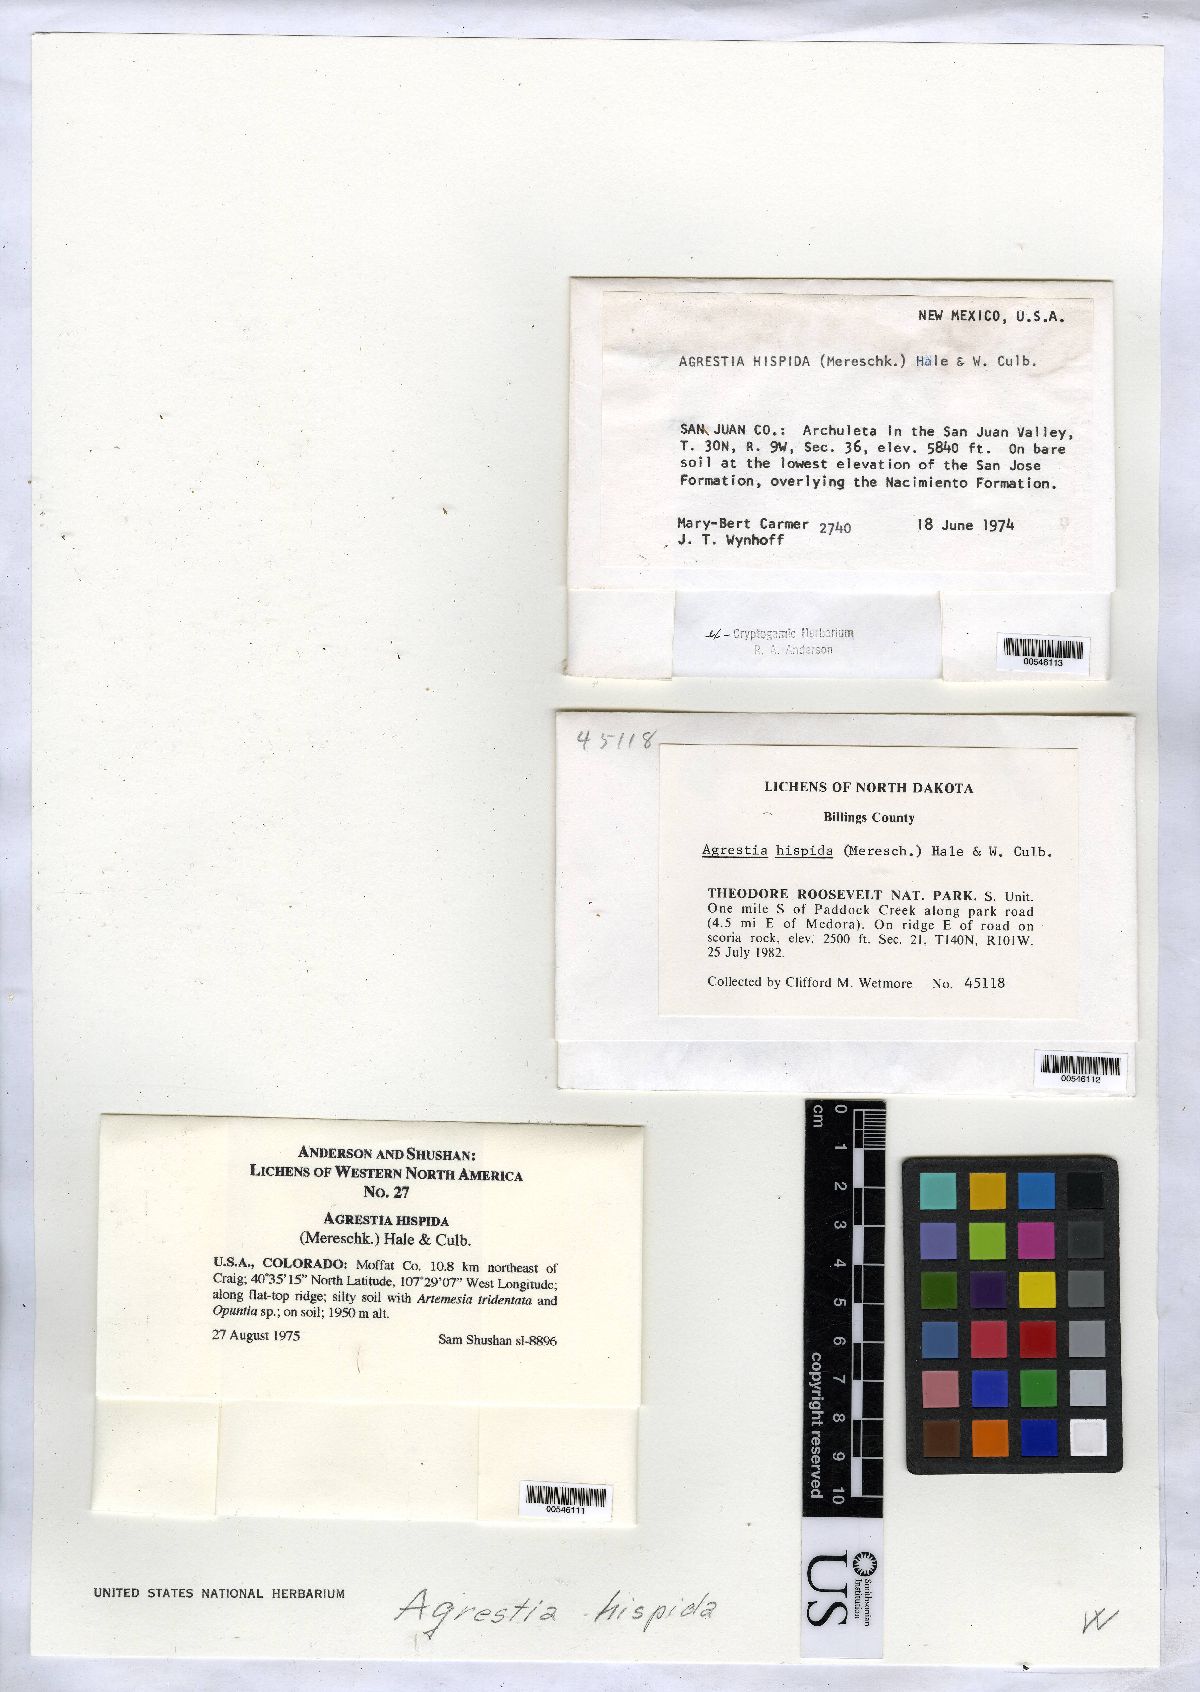 NEW MEXICO, U.S.A.
AGRESTIA HISPIDA (Mereschk.) Hale & W. Culb.
SAN JUAN CO.: Archuleta in the San Juan Valley,
T. 30N, R. 9W, Sec. 36, elev. 5840 ft. On bare
soil at the lowest elevation of the San Jose
Formation, overlying the Nacimiento Formation.
Mary-Bert Carmer 2740 18 June 1974
J. T. Wynhoff
Cryptogamic Herbarium
R. A. Anderson
00546113
45118
LICHENS OF NORTH DAKOTA
Billings County
Agrestia hispida (Meresch.) Hale & W. Culb.
THEODORE ROOSEVELT NAT. PARK. S. Unit.
One mile S of Paddock Creek along park road
(4.5 mi E of Medora). On ridge E of road on
scoria rock, elev. 2500 ft. Sec. 21, T140N, R101W.
25 July 1982.
Collected by Clifford M. Wetmore No. 45118
00546112
ANDERSON AND SHUSHAN:
LICHENS OF WESTERN NORTH AMERICA
NO. 27
AGRESTIA HISPIDA
(Mereschk.) Hale & Culb.
U.S.A., COLORADO: Moffat Co. 10.8 km northeast of
Craig; 40°35'15" North Latitude, 107°29'07" West Longitude;
along flat-top ridge; silty soil with Artemesia tridentata and
Opuntia sp.; on soil; 1950 m alt.
27 August 1975 Sam Shushan sl-8896
00546111
cm 0 1 2 3 4 5 6 7 8 9 10
copyright reserved
US
Smithsonian
Institution
UNITED STATES NATIONAL HERBARIUM
Agrestia hispida
W